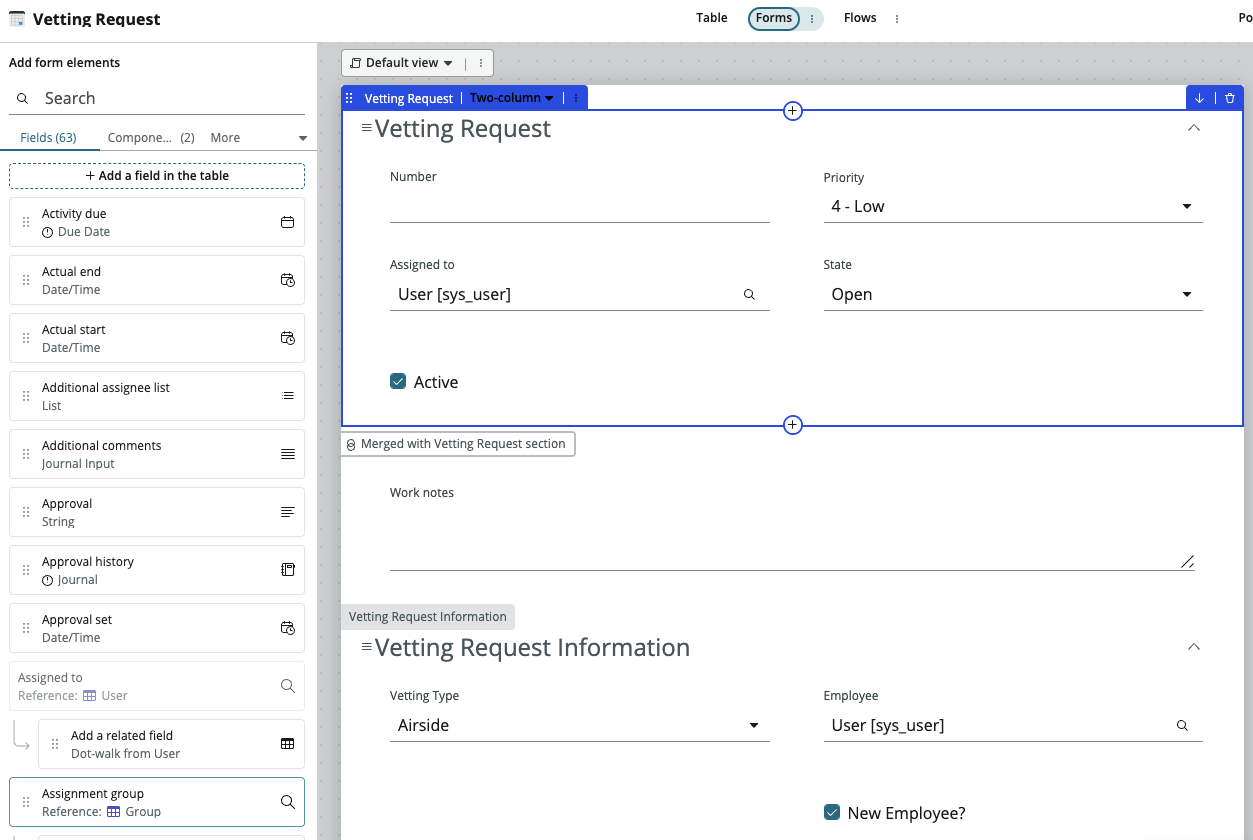 Vetting Request
Table
Forms
Flows
Po
Add form elements
Search
Fields (63)
Compone... (2)
More
+ Add a field in the table
Activity due
Due Date
Actual end
Date/Time
Actual start
Date/Time
Additional assignee list
List
Additional comments
Journal Input
Approval
String
Approval history
Journal
Approval set
Date/Time
Assigned to
Reference: User
Add a related field
Dot-walk from User
Assignment group
Reference: Group
Default view
Vetting Request
Two-column
Vetting Request
Number
Priority
4 - Low
Assigned to
User [sys_user]
State
Open
Active
Merged with Vetting Request section
Work notes
Vetting Request Information
Vetting Request Information
Vetting Type
Airside
Employee
User [sys_user]
New Employee?